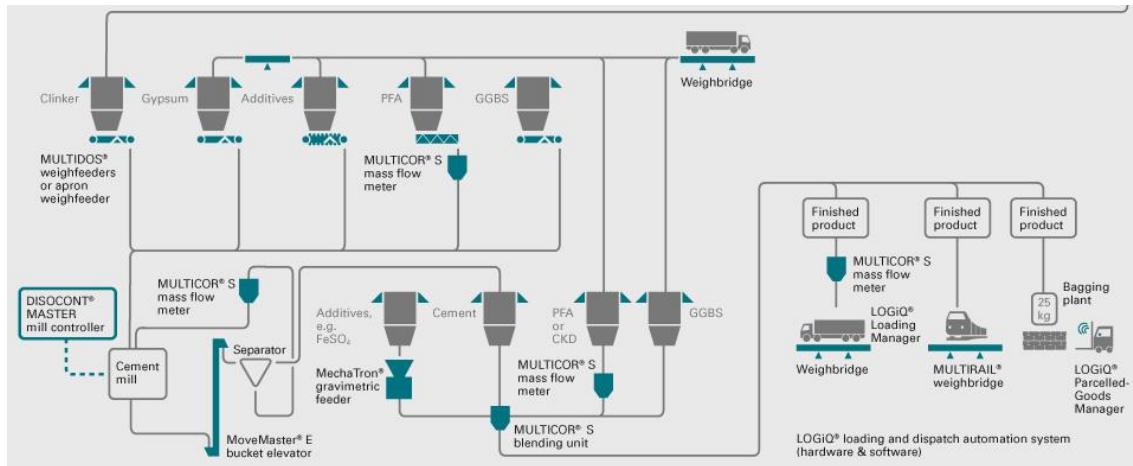 Weighbridge
Clinker
Gypsum
Additives
PFA
GGBS
MULTIDOS®
weighfeeders
or apron
weighfeeder
MULTICOR® S
mass flow
meter
Finished
product
Finished
product
Finished
product
MULTICOR® S
mass flow
meter
DISOCONT®
MASTER
mill controller
Cement
mill
Separator
MoveMaster® E
bucket elevator
Additives,
e.g.
FeSO₄
Cement
PFA
or
CKD
GGBS
MechaTron®
gravimetric
feeder
MULTICOR® S
mass flow
meter
MULTICOR® S
blending unit
MULTICOR® S
mass flow
meter
LOGiQ®
Loading
Manager
Weighbridge
MULTIRAIL®
weighbridge
25
kg
Bagging
plant
LOGiQ®
Parcelled-
Goods
Manager
LOGiQ® loading and dispatch automation system
(hardware & software)